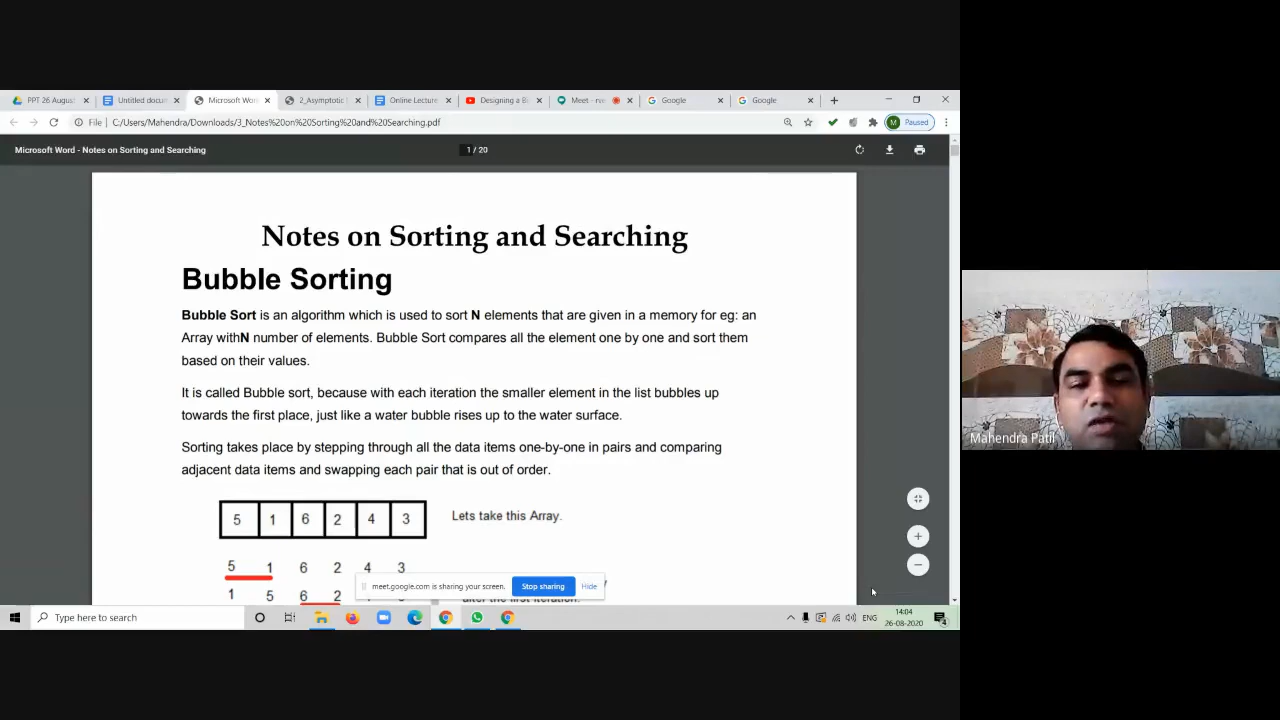 PPT 26 Augus
Untitled docu
Microsoft Wo
2_Asymptotic
Online Lecture
Designing a B
Meet - rv
Google
Google
File
C:/Users/Mahendra/Downloads/3_Notes%20on%20Sorting%20and%20Searching.pdf
M Paused
Microsoft Word - Notes on Sorting and Searching
1 / 20
Notes on Sorting and Searching
Bubble Sorting
Bubble Sort is an algorithm which is used to sort N elements that are given in a memory for eg: an
Array withN number of elements. Bubble Sort compares all the element one by one and sort them
based on their values.
It is called Bubble sort, because with each iteration the smaller element in the list bubbles up
towards the first place, just like a water bubble rises up to the water surface.
Sorting takes place by stepping through all the data items one-by-one in pairs and comparing
adjacent data items and swapping each pair that is out of order.
5 1 6 2 4 3
Lets take this Array.
5 1 6 2 4 3
1 5 6 2
after the first iteration.
meet.google.com is sharing your screen.
Stop sharing
Hide
Mahendra Patil
Type here to search
ENG
14:04
26-08-2020